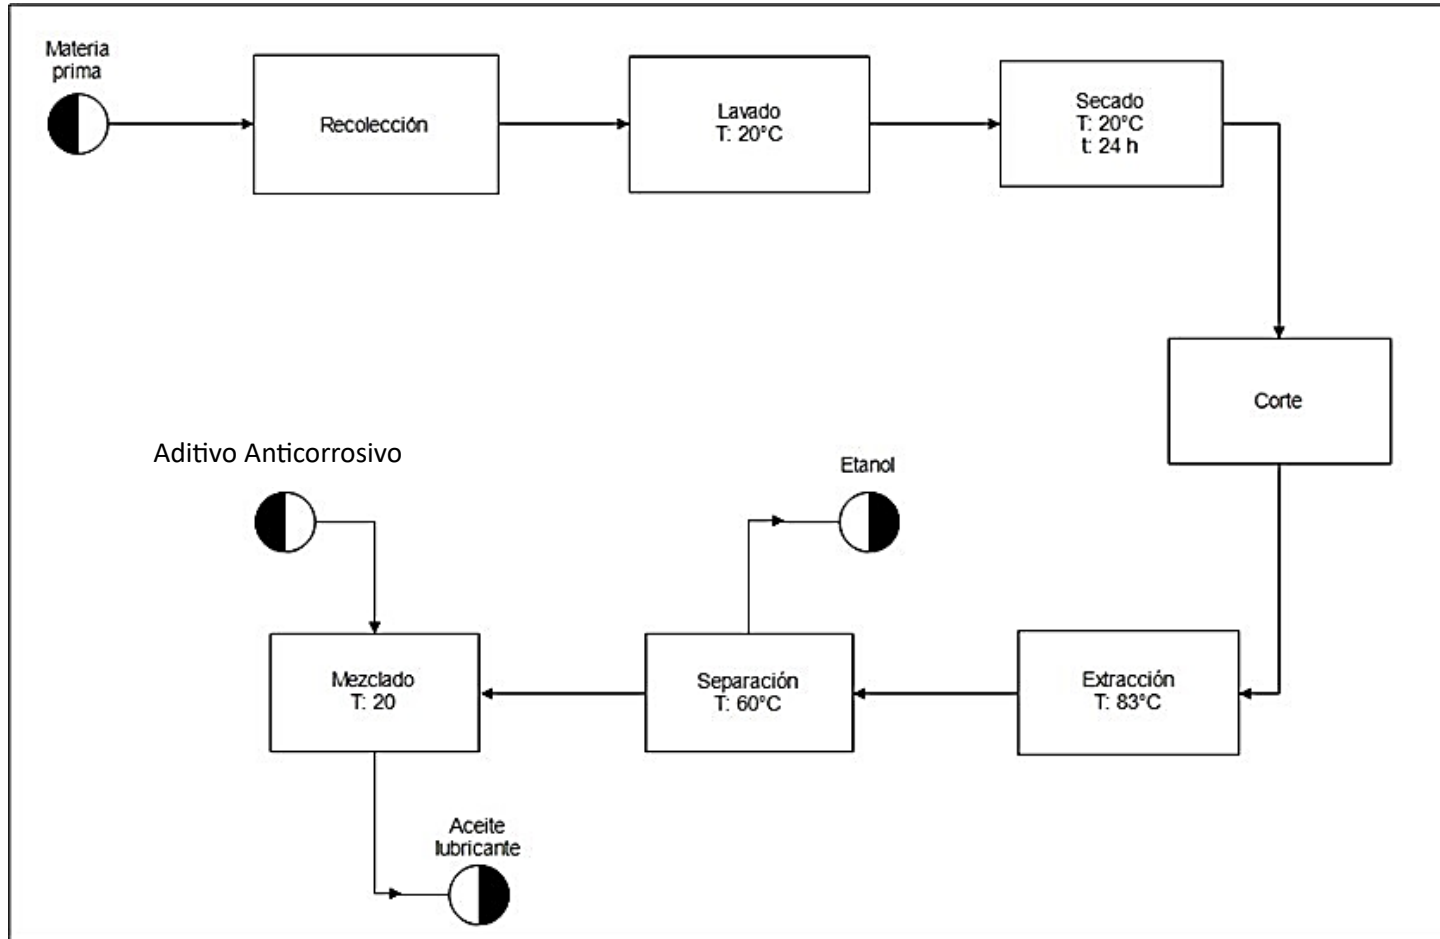 Materia
prima
Recolección
Lavado
T: 20°C
Secado
T: 20°C
t: 24 h
Corte
Aditivo Anticorrosivo
Etanol
Mezclado
T: 20
Separación
T: 60°C
Extracción
T: 83°C
Aceite
lubricante